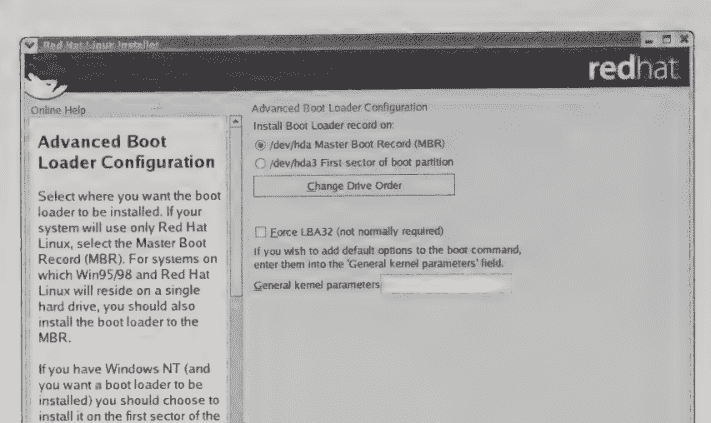 Red Hat Linux Installer
redhat
Online Help
Advanced Boot
Loader Configuration
Select where you want the boot
loader to be installed. If your
system will use only Red Hat
Linux, select the Master Boot
Record (MBR). For systems on
which Win95/98 and Red Hat
Linux will reside on a single
hard drive, you should also
install the boot loader to the
MBR.
If you have Windows NT (and
you want a boot loader to be
installed) you should choose to
install it on the first sector of the
Advanced Boot Loader Configuration
Install Boot Loader record on:
/dev/hda Master Boot Record (MBR)
/dev/hda3 First sector of boot partition
Change Drive Order
Force LBA32 (not normally required)
If you wish to add default options to the boot command,
enter them into the 'General kernel parameters' field.
General kernel parameters